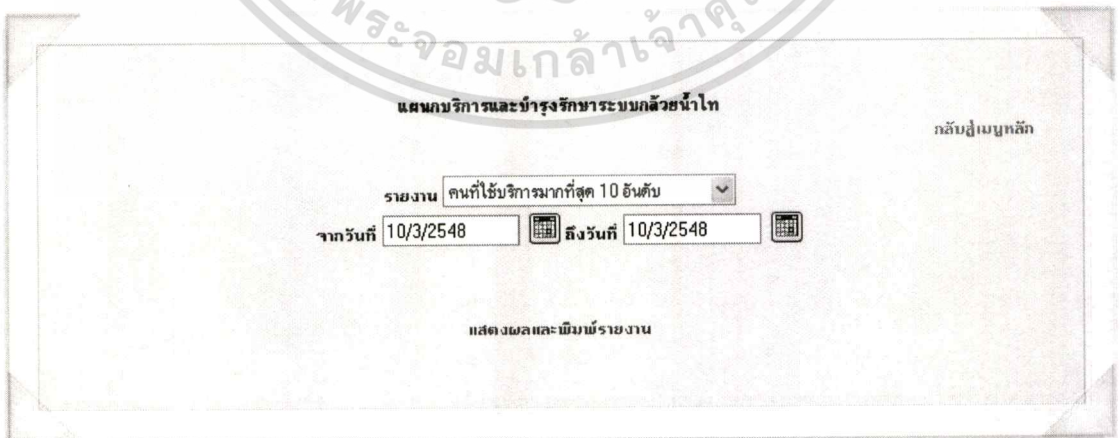 พระจอมเกล้าเจ้าคุณ
แผนกบริการและบำรุงรักษาระบบกล้วยน้ำไท
กลับสู่เมนูหลัก
รายงาน คนที่ใช้บริการมากที่สุด 10 อันดับ
จากวันที่ 10/3/2548 ถึงวันที่ 10/3/2548
แสดงผลและพิมพ์รายงาน